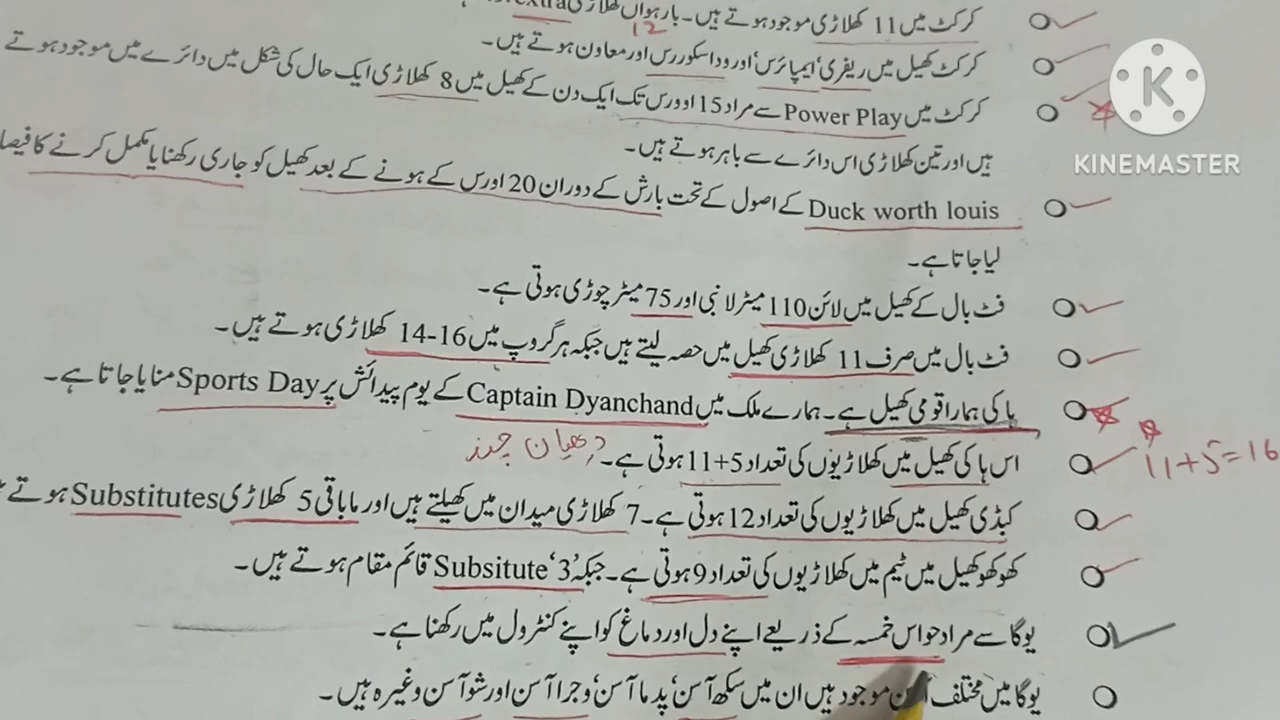 کرکٹ میں 11 کھلاڑی موجود ہوتے ہیں۔ بارہواں کھلاڑی extra
12
کرکٹ کھیل میں ریفری، ایمپائرس، اور دو اسکوررس اور معاون ہوتے ہیں۔
کرکٹ میں Power Play سے مراد 15 اوورس تک ایک دن کے کھیل میں 8 کھلاڑی ایک حال کی شکل میں دائرے میں موجود ہوتے
ہیں اور تین کھلاڑی اس دائرے سے باہر ہوتے ہیں۔
KINEMASTER
Duck worth louis کے اصول کے تحت بارش کے دوران 20 اورس کے ہونے کے بعد کھیل کو جاری رکھنا یا مکمل کرنے کا فیصا
لیا جاتا ہے۔
فٹ بال کے کھیل میں لائن 110 میٹر لانبی اور 75 میٹر چوڑی ہوتی ہے۔
فٹ بال میں صرف 11 کھلاڑی کھیل میں حصہ لیتے ہیں جبکہ ہر گروپ میں 16-14 کھلاڑی ہوتے ہیں۔
ہاکی ہمارا قومی کھیل ہے۔ ہمارے ملک میں Captain Dyanchand کے یوم پیدائش پر Sports Day منایا جاتا ہے۔
اس ہاکی کھیل میں کھلاڑیوں کی تعداد 5+11 ہوتی ہے۔ دھیان چند
11+5=16
کبڈی کھیل میں کھلاڑیوں کی تعداد 12 ہوتی ہے۔ 7 کھلاڑی میدان میں کھیلتے ہیں اور ماباقی 5 کھلاڑی Substitutes ہوتے
کھوکھو کھیل میں ٹیم میں کھلاڑیوں کی تعداد 9 ہوتی ہے۔ جبکہ '3' Subsitute قائم مقام ہوتے ہیں۔
یوگا سے مراد حواس خمسہ کے ذریعے اپنے دل اور دماغ کو اپنے کنٹرول میں رکھنا ہے۔
یوگا میں مختلف آسن موجود ہیں ان میں سکھ آسن، پدما آسن، وجرا آسن اور شو آسن وغیرہ ہیں۔